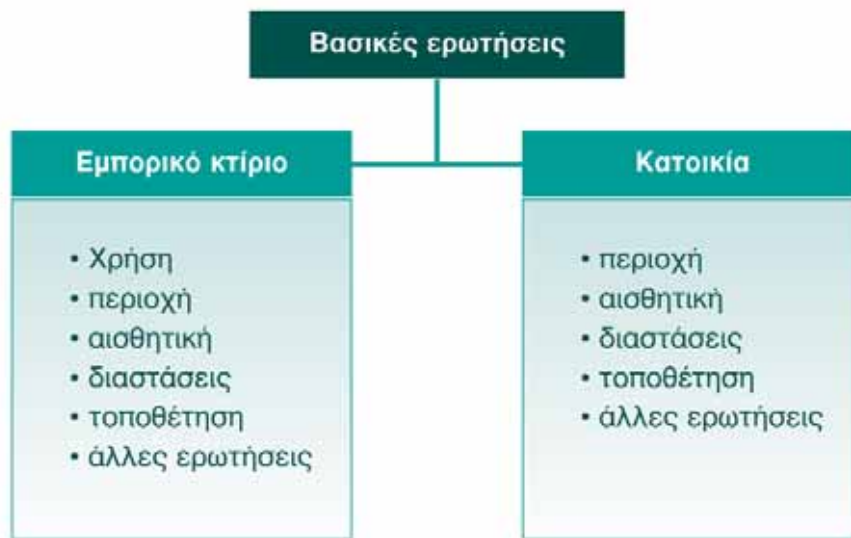 Βασικές ερωτήσεις
Εμπορικό κτίριο
• Χρήση
• περιοχή
• αισθητική
• διαστάσεις
• τοποθέτηση
• άλλες ερωτήσεις
Κατοικία
• περιοχή
• αισθητική
• διαστάσεις
• τοποθέτηση
• άλλες ερωτήσεις